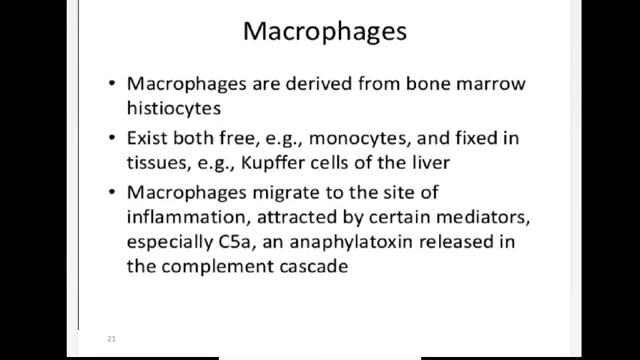 Macrophages
• Macrophages are derived from bone marrow
histiocytes
• Exist both free, e.g., monocytes, and fixed in
tissues, e.g., Kupffer cells of the liver
• Macrophages migrate to the site of
inflammation, attracted by certain mediators,
especially C5a, an anaphylatoxin released in
the complement cascade
21